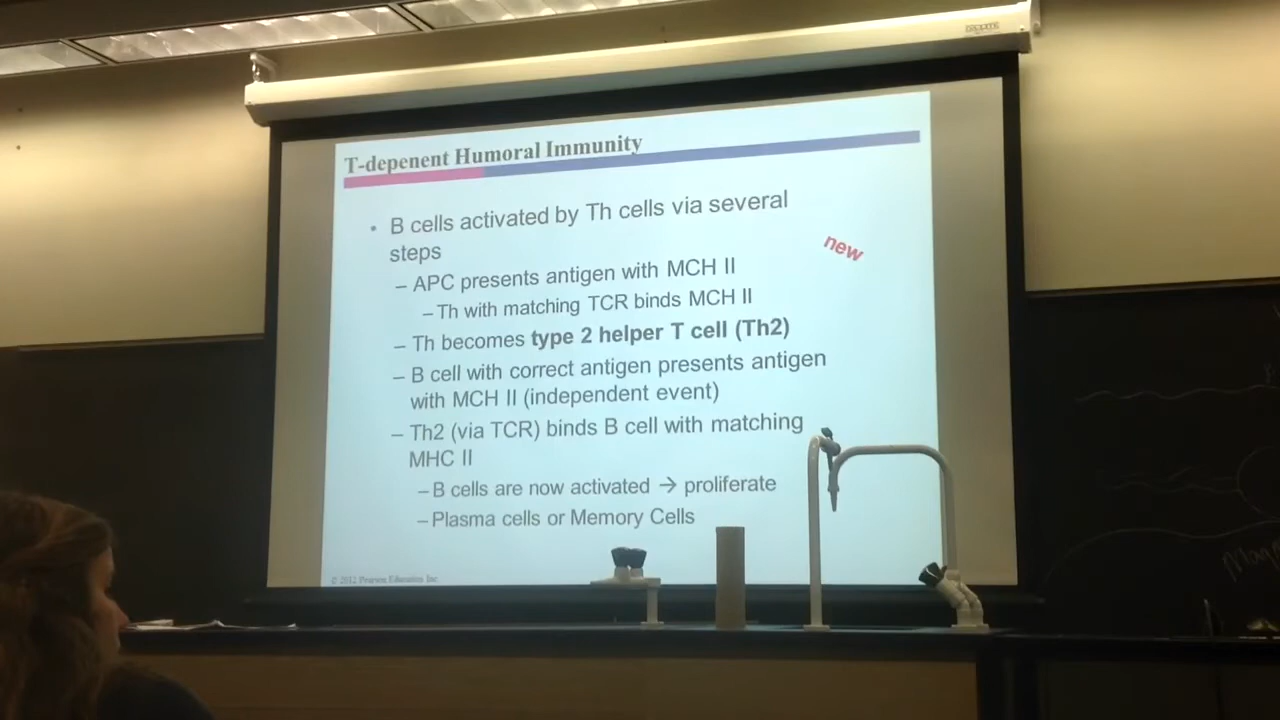 T-depenent Humoral Immunity
• B cells activated by Th cells via several
steps
new
– APC presents antigen with MCH II
– Th with matching TCR binds MCH II
– Th becomes type 2 helper T cell (Th2)
– B cell with correct antigen presents antigen
with MCH II (independent event)
– Th2 (via TCR) binds B cell with matching
MHC II
– B cells are now activated → proliferate
– Plasma cells or Memory Cells
© 2012 Pearson Education Inc.